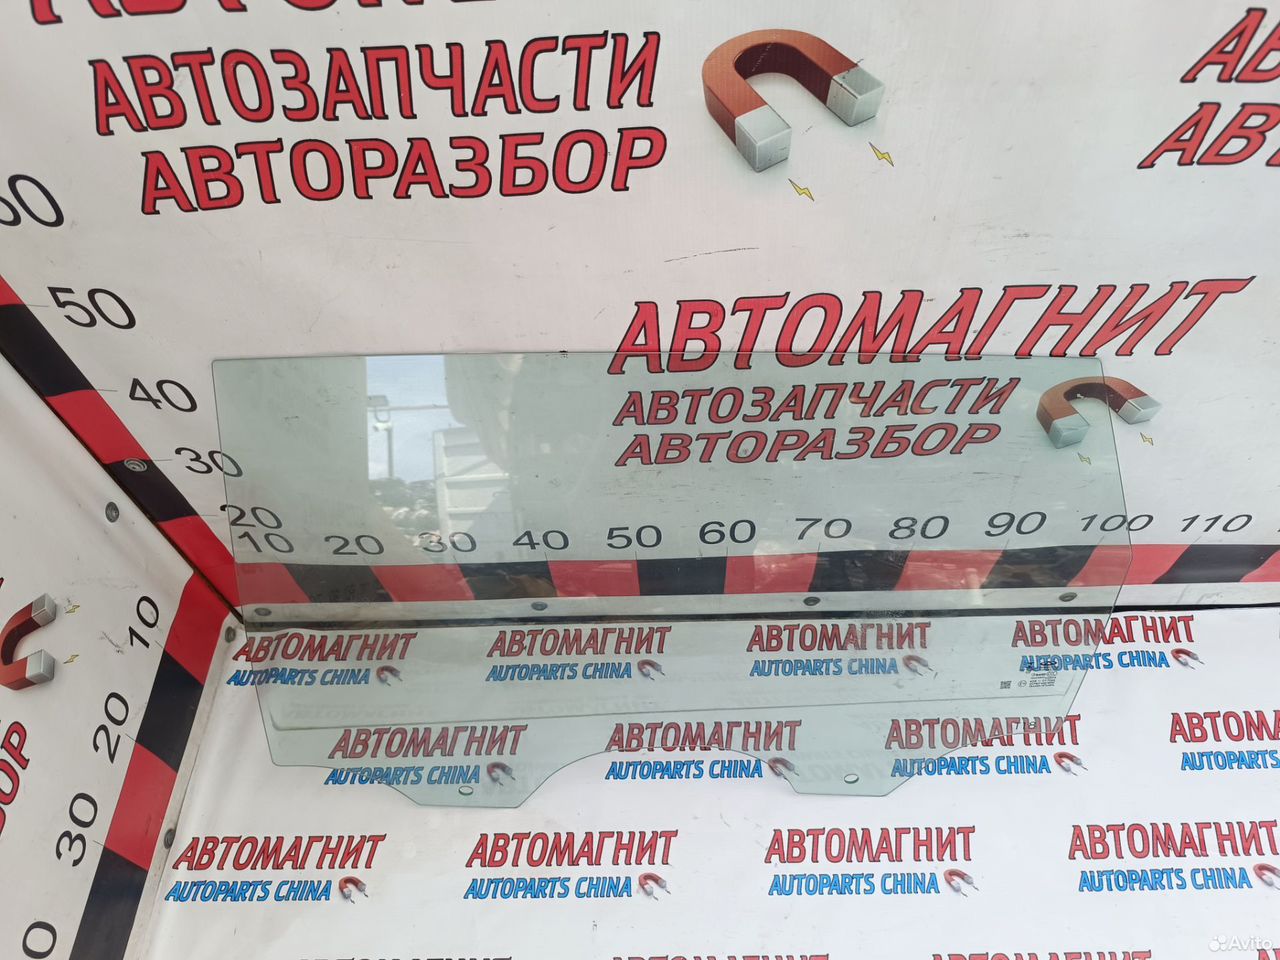 АВТОЗАПЧАСТИ
АВТОРАЗБОР
АВ
АВТ
50
40
30
20
АВТОМАГНИТ
АВТОЗАПЧАСТИ
АВТОРАЗБОР
10 20 30 40 50 60 70 80 90 100 110
АВТОМАГНИТ АВТОМАГНИТ АВТОМАГНИТ АВТОМАГНИТ
AUTOPARTS CHINA AUTOPARTS CHINA AUTOPARTS CHINA AUTOPARTS CHINA
10
20
30
АВТОМАГНИТ АВТОМАГНИТ АВТОМАГНИТ АВТОМА
AUTOPARTS CHINA AUTOPARTS CHINA AUTOPARTS CHINA AUTOPARTS
АВТОМАГНИТ АВТОМАГНИТ АВТОМАГНИТ АВТОМАГНИТ
AUTOPARTS CHINA AUTOPARTS CHINA AUTOPARTS CHINA AUTOPARTS CHINA
Avito